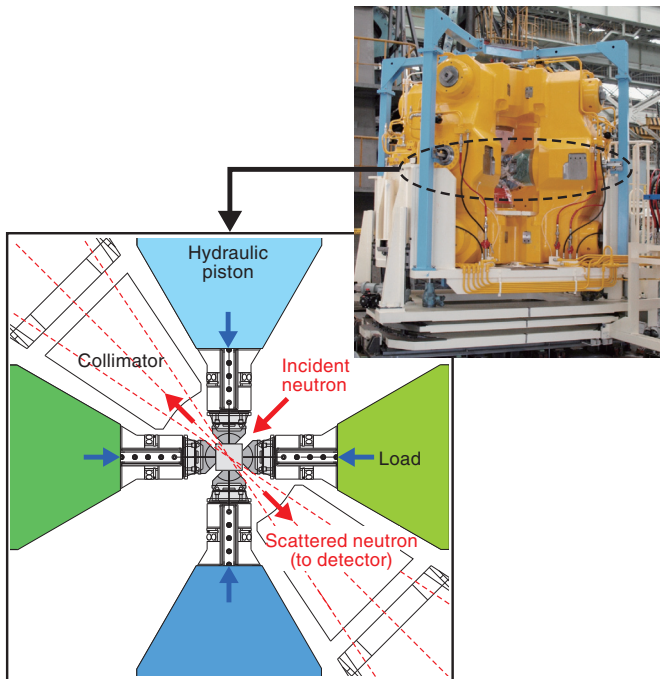 Hydraulic
piston
Collimator
Incident
neutron
Load
Scattered neutron
(to detector)